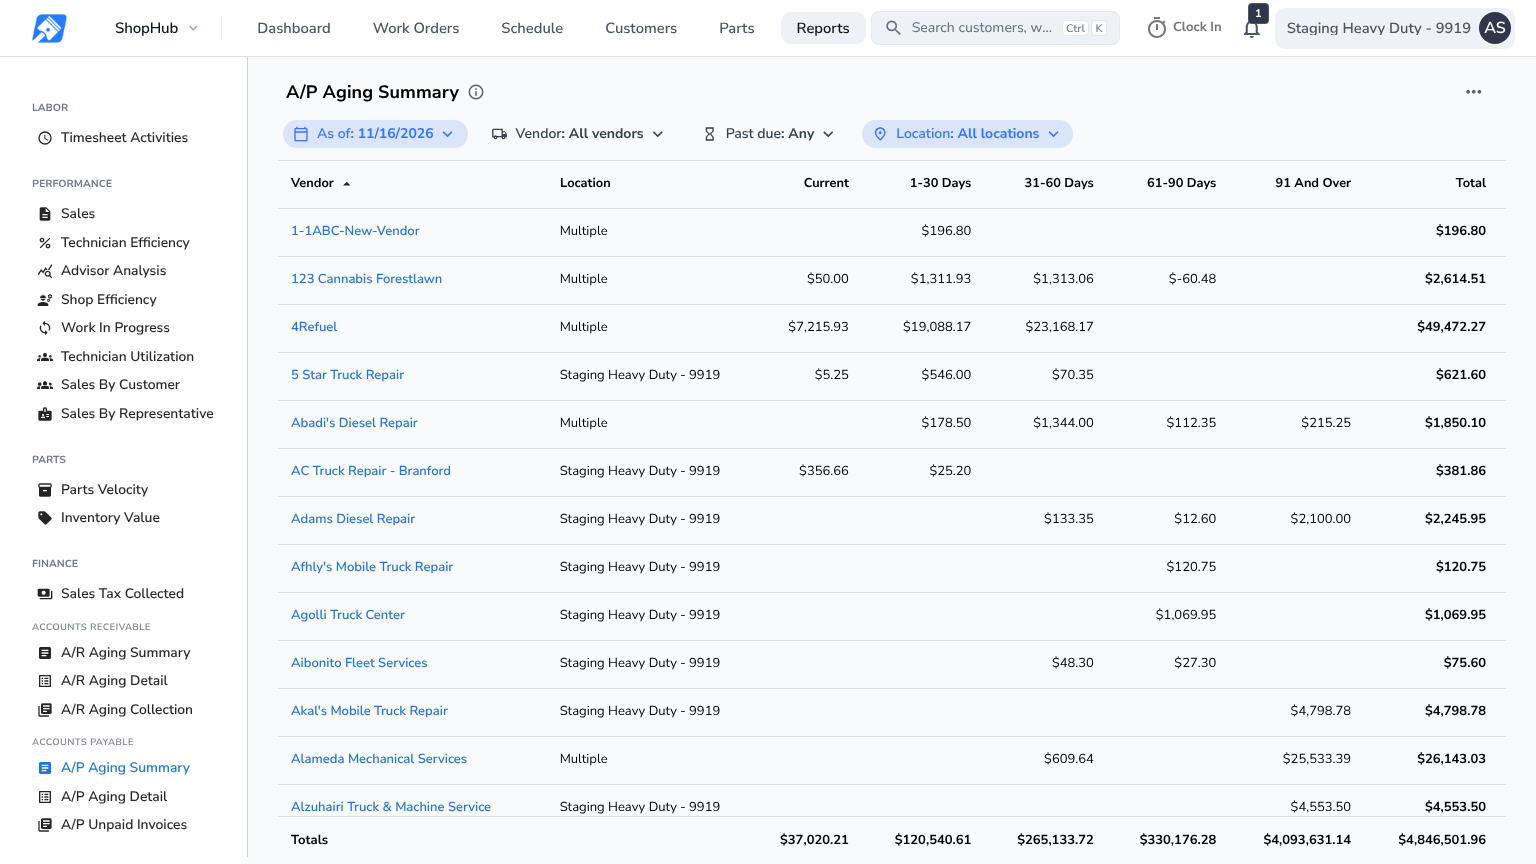 ShopHub
Dashboard
Work Orders
Schedule
Customers
Parts
Reports
Search customers, w...
Ctrl K
Clock In
1
Staging Heavy Duty - 9919
AS
LABOR
Timesheet Activities
PERFORMANCE
Sales
Technician Efficiency
Advisor Analysis
Shop Efficiency
Work In Progress
Technician Utilization
Sales By Customer
Sales By Representative
PARTS
Parts Velocity
Inventory Value
FINANCE
Sales Tax Collected
ACCOUNTS RECEIVABLE
A/R Aging Summary
A/R Aging Detail
A/R Aging Collection
ACCOUNTS PAYABLE
A/P Aging Summary
A/P Aging Detail
A/P Unpaid Invoices
A/P Aging Summary
As of: 11/16/2026
Vendor: All vendors
Past due: Any
Location: All locations
Vendor Location Current 1-30 Days 31-60 Days 61-90 Days 91 And Over Total
1-1ABC-New-Vendor Multiple $196.80 $196.80
123 Cannabis Forestlawn Multiple $50.00 $1,311.93 $1,313.06 $-60.48 $2,614.51
4Refuel Multiple $7,215.93 $19,088.17 $23,168.17 $49,472.27
5 Star Truck Repair Staging Heavy Duty - 9919 $5.25 $546.00 $70.35 $621.60
Abadi's Diesel Repair Multiple $178.50 $1,344.00 $112.35 $215.25 $1,850.10
AC Truck Repair - Branford Staging Heavy Duty - 9919 $356.66 $25.20 $381.86
Adams Diesel Repair Staging Heavy Duty - 9919 $133.35 $12.60 $2,100.00 $2,245.95
Afhly's Mobile Truck Repair Staging Heavy Duty - 9919 $120.75 $120.75
Agolli Truck Center Staging Heavy Duty - 9919 $1,069.95 $1,069.95
Aibonito Fleet Services Staging Heavy Duty - 9919 $48.30 $27.30 $75.60
Akal's Mobile Truck Repair Staging Heavy Duty - 9919 $4,798.78 $4,798.78
Alameda Mechanical Services Multiple $609.64 $25,533.39 $26,143.03
Alzuhairi Truck & Machine Service Staging Heavy Duty - 9919 $4,553.50 $4,553.50
Totals $37,020.21 $120,540.61 $265,133.72 $330,176.28 $4,093,631.14 $4,846,501.96